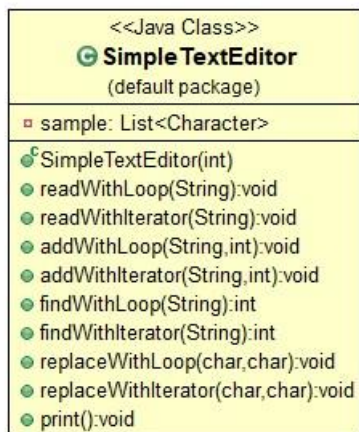 <<Java Class>>
SimpleTextEditor
(default package)
sample: List<Character>
SimpleTextEditor(int)
readWithLoop(String):void
readWithIterator(String):void
addWithLoop(String,int):void
addWithIterator(String,int):void
findWithLoop(String):int
findWithIterator(String):int
replaceWithLoop(char,char):void
replaceWithIterator(char,char):void
print():void